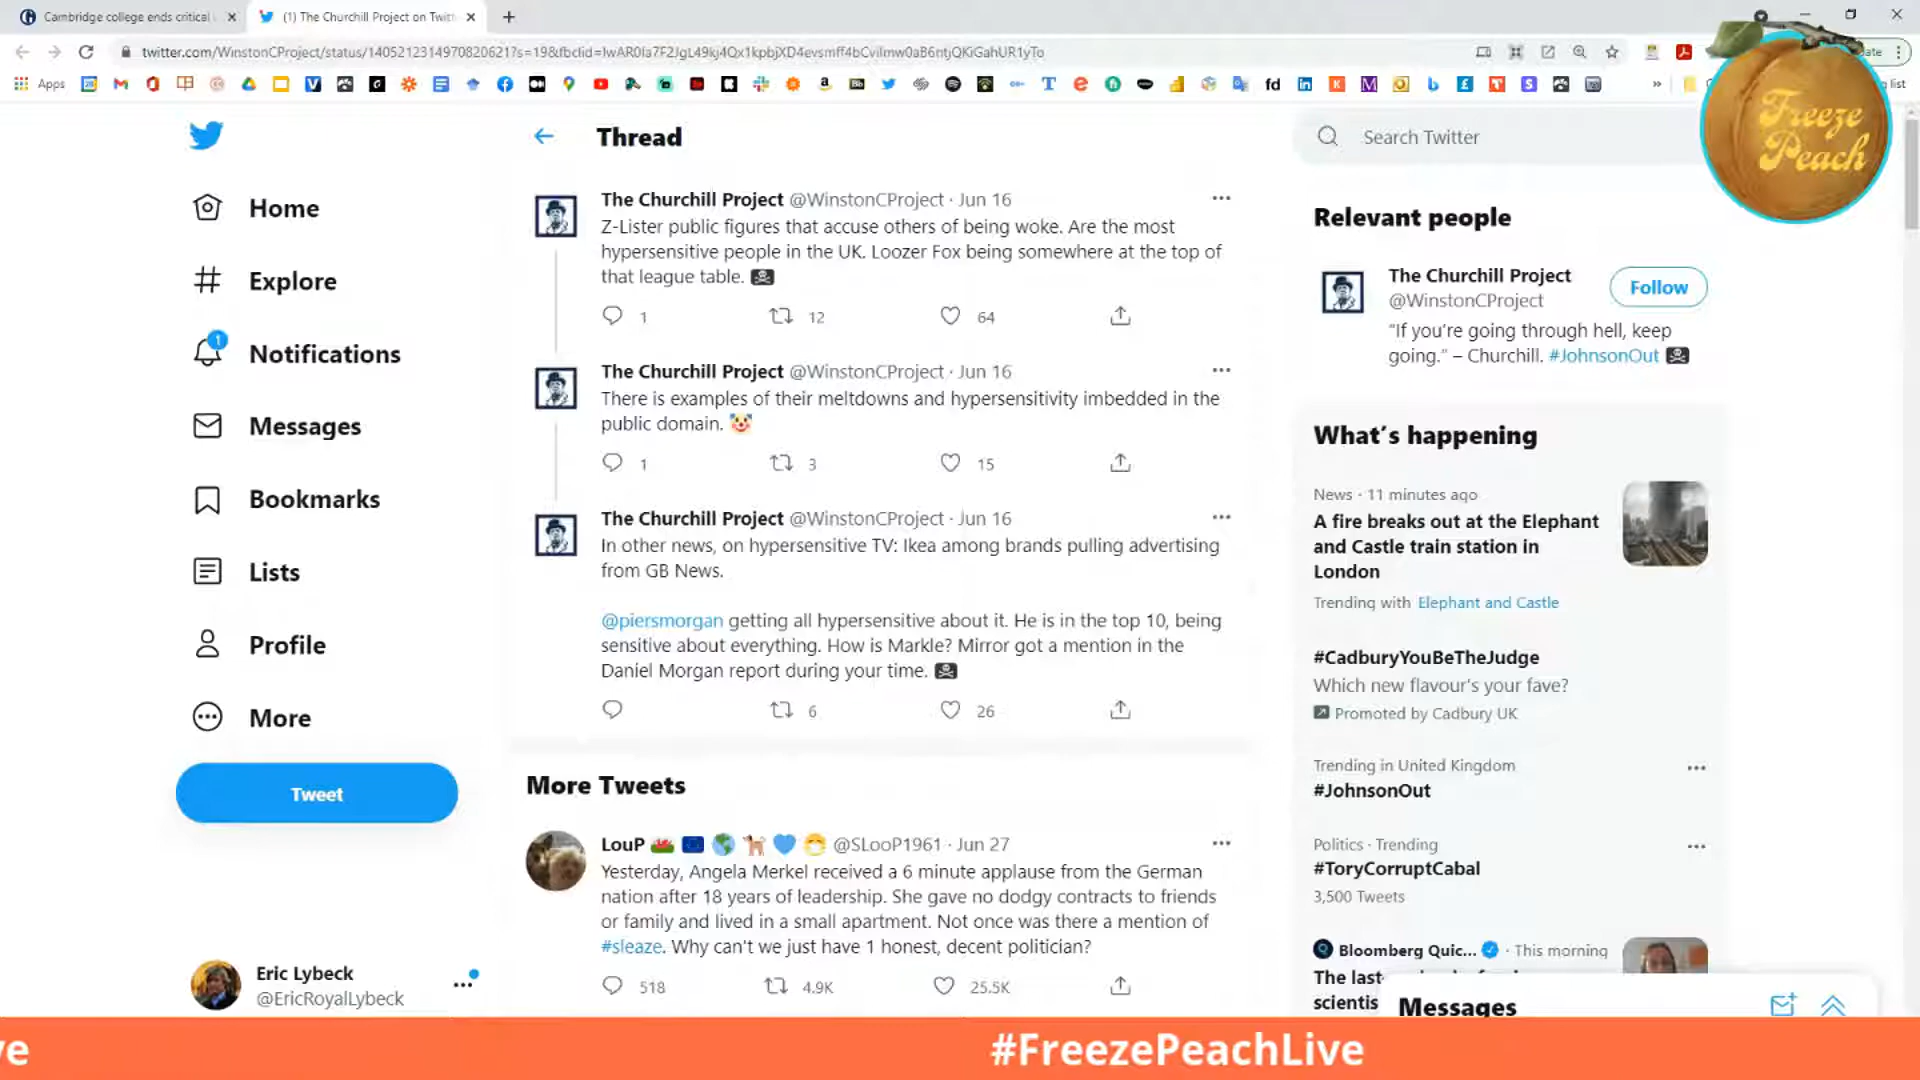 Cambridge college ends critical
(1) The Churchill Project on Twitt
twitter.com/WinstonCProject/status/1405212314970820621?s=19&fbclid=IwAR0Ia7F2JgL49kj4Qx1kpbjXD4evsmff4bCviImw0aB6ntjQKiGahUR1yTo
Apps
list
Freeze
Peach
Thread
Search Twitter
Home
Explore
1
Notifications
Messages
Bookmarks
Lists
Profile
More
Tweet
Eric Lybeck
@EricRoyalLybeck
The Churchill Project @WinstonCProject · Jun 16
Z-Lister public figures that accuse others of being woke. Are the most
hypersensitive people in the UK. Loozer Fox being somewhere at the top of
that league table.
1 12 64
The Churchill Project @WinstonCProject · Jun 16
There is examples of their meltdowns and hypersensitivity imbedded in the
public domain.
1 3 15
The Churchill Project @WinstonCProject · Jun 16
In other news, on hypersensitive TV: Ikea among brands pulling advertising
from GB News.
@piersmorgan getting all hypersensitive about it. He is in the top 10, being
sensitive about everything. How is Markle? Mirror got a mention in the
Daniel Morgan report during your time.
6 26
More Tweets
LouP @SLooP1961 · Jun 27
Yesterday, Angela Merkel received a 6 minute applause from the German
nation after 18 years of leadership. She gave no dodgy contracts to friends
or family and lived in a small apartment. Not once was there a mention of
#sleaze. Why can't we just have 1 honest, decent politician?
518 4.9K 25.5K
Relevant people
The Churchill Project
@WinstonCProject
Follow
“If you’re going through hell, keep
going.” – Churchill. #JohnsonOut
What’s happening
News · 11 minutes ago
A fire breaks out at the Elephant
and Castle train station in
London
Trending with Elephant and Castle
#CadburyYouBeTheJudge
Which new flavour's your fave?
Promoted by Cadbury UK
Trending in United Kingdom
#JohnsonOut
Politics · Trending
#ToryCorruptCabal
3,500 Tweets
Bloomberg Quic... · This morning
The last
scientis
Messages
ve
#FreezePeachLive